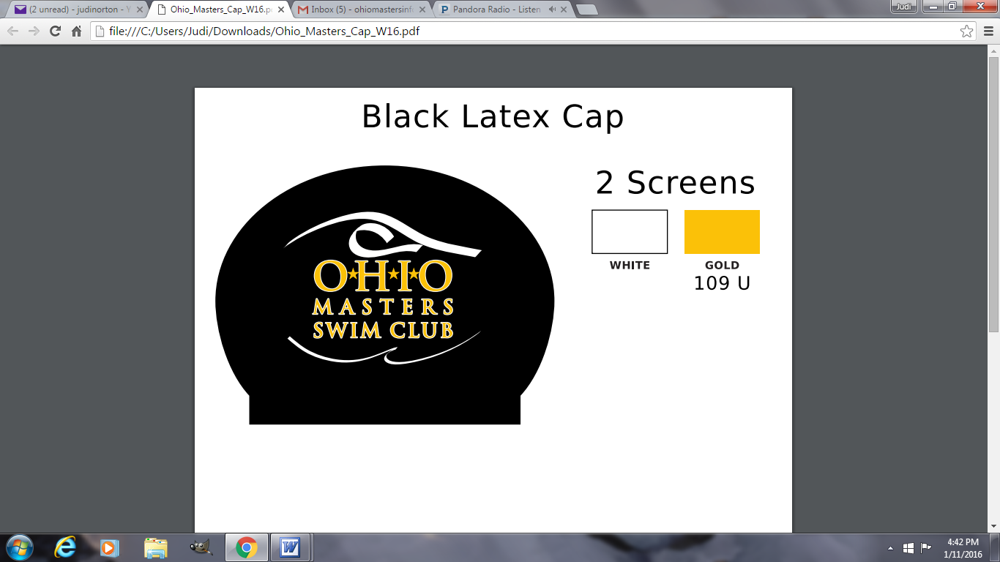 (2 unread) - judinorton - Y
Ohio_Masters_Cap_W16.p
Inbox (5) - ohiomastersinf
Pandora Radio - Listen
Judi
file:///C:/Users/Judi/Downloads/Ohio_Masters_Cap_W16.pdf
Black Latex Cap
2 Screens
WHITE
GOLD
109 U
O★H★I★O
MASTERS
SWIM CLUB
4:42 PM
1/11/2016